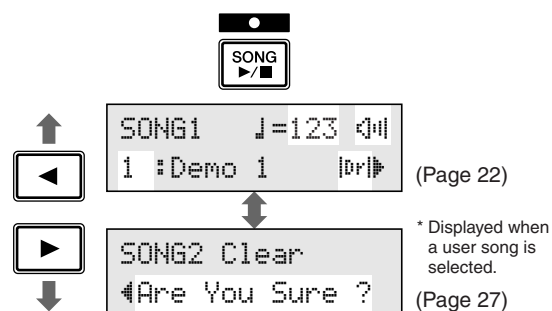 SONG
▶/■
SONG1 ♩=123
1 :Demo 1 Dr
(Page 22)
* Displayed when
a user song is
selected.
SONG2 Clear
Are You Sure ?
(Page 27)